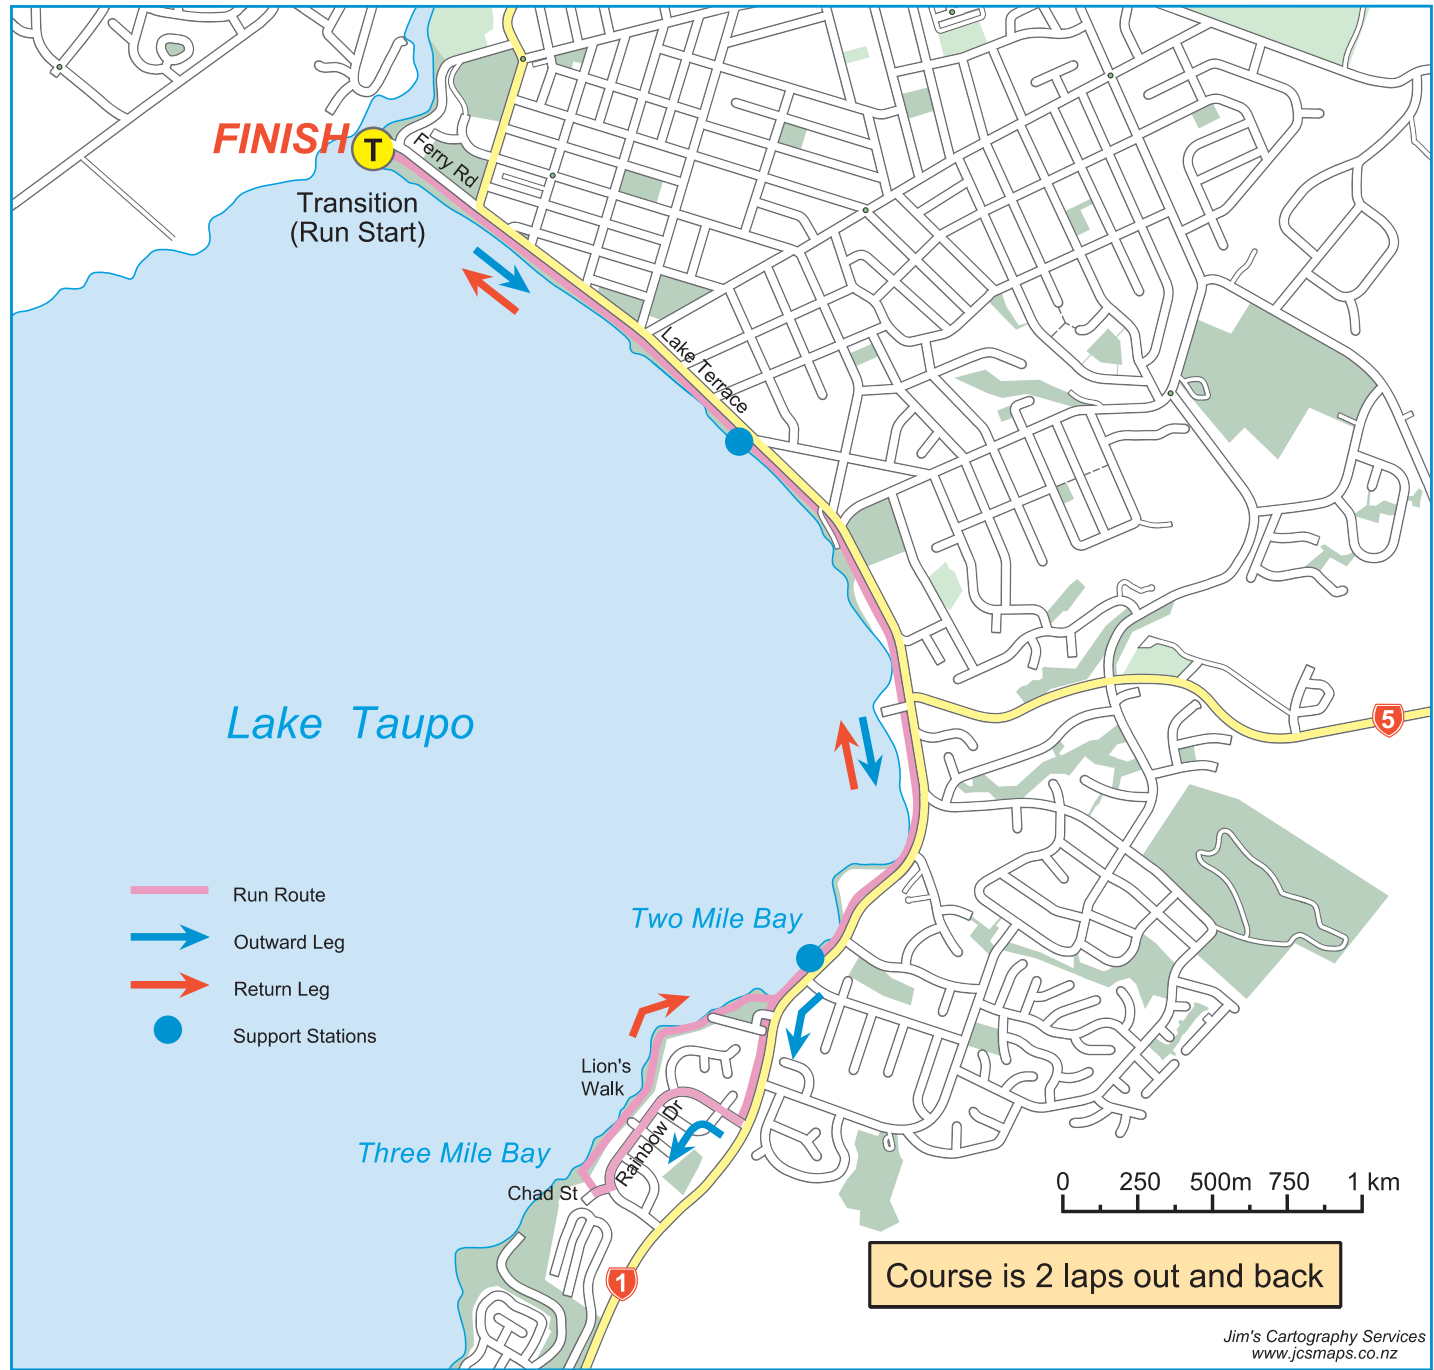 FINISH
T
Ferry Rd
Transition
(Run Start)
Lake Terrace
Lake Taupo
5
Run Route
Two Mile Bay
Outward Leg
Return Leg
Support Stations
Lion's
Walk
Rainbow Dr
Three Mile Bay
Chad St
0 250 500m 750 1 km
1
Course is 2 laps out and back
Jim's Cartography Services
www.jcsmaps.co.nz